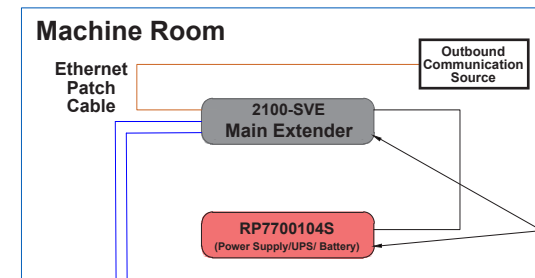 Machine Room
Ethernet
Patch
Cable
Outbound
Communication
Source
2100-SVE
Main Extender
RP7700104S
(Power Supply/UPS/ Battery)